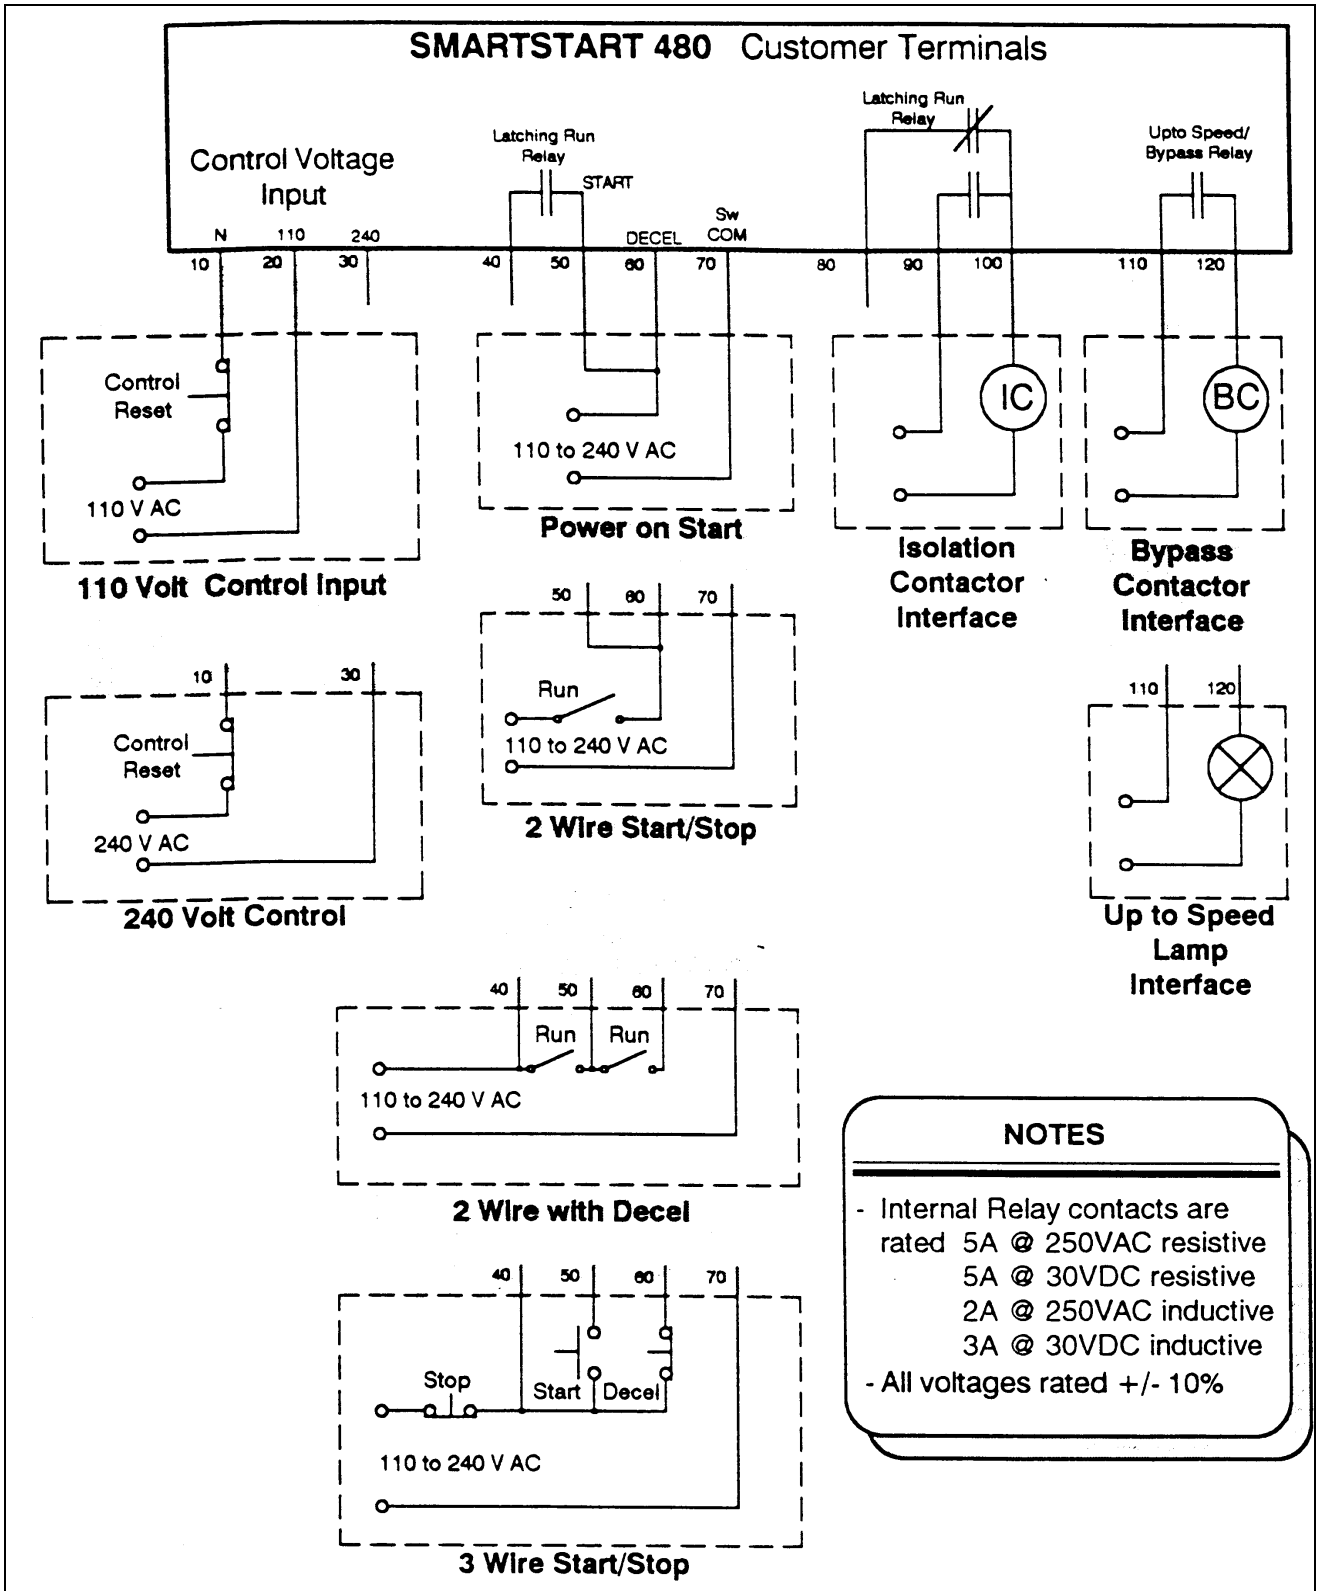 SMARTSTART 480 Customer Terminals
Latching Run
Relay
Upto Speed/
Bypass Relay
Latching Run
Relay
START
Control Voltage
Input
N 110 240
DECEL
Sw
COM
10 20 30 40 50 60 70 80 90 100 110 120
Control
Reset
110 V AC
110 Volt Control Input
110 to 240 V AC
Power on Start
IC
Isolation
Contactor
Interface
BC
Bypass
Contactor
Interface
10 30
Control
Reset
240 V AC
240 Volt Control
50 60 70
Run
110 to 240 V AC
2 Wire Start/Stop
110 120
Up to Speed
Lamp
Interface
40 50 60 70
Run Run
110 to 240 V AC
2 Wire with Decel
40 50 60 70
Stop
Start Decel
110 to 240 V AC
3 Wire Start/Stop
NOTES
- Internal Relay contacts are
rated 5A @ 250VAC resistive
5A @ 30VDC resistive
2A @ 250VAC inductive
3A @ 30VDC inductive
- All voltages rated +/- 10%